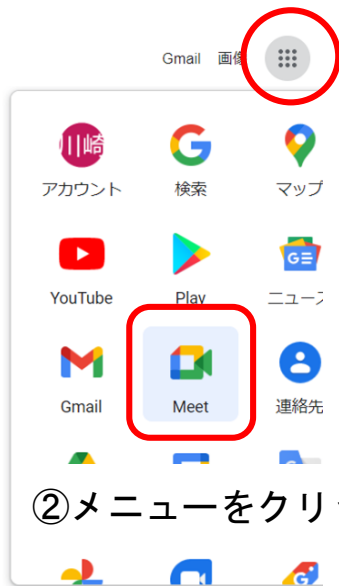 Gmail 画像
川崎
アカウント 検索 マップ
GE
YouTube Play ニュース
Gmail Meet 連絡先
②メニューをクリ